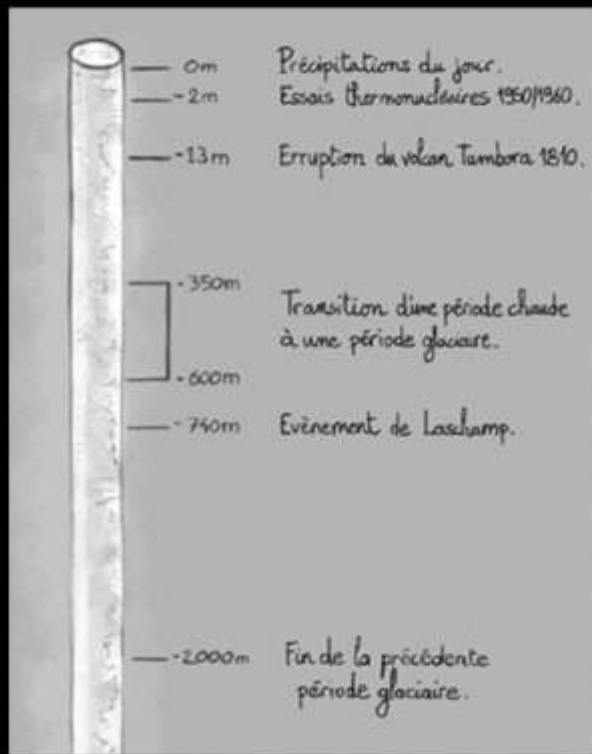 0m Précipitations du jour.
-2m Essais thermonucléaires 1950/1960.
-13m Erruption du volcan Tambora 1810.
-350m
Transition d'une période chaude
à une période glaciaire.
-600m
-740m Evènement de Laschamp.
-2000m Fin de la précédente
période glaciaire.